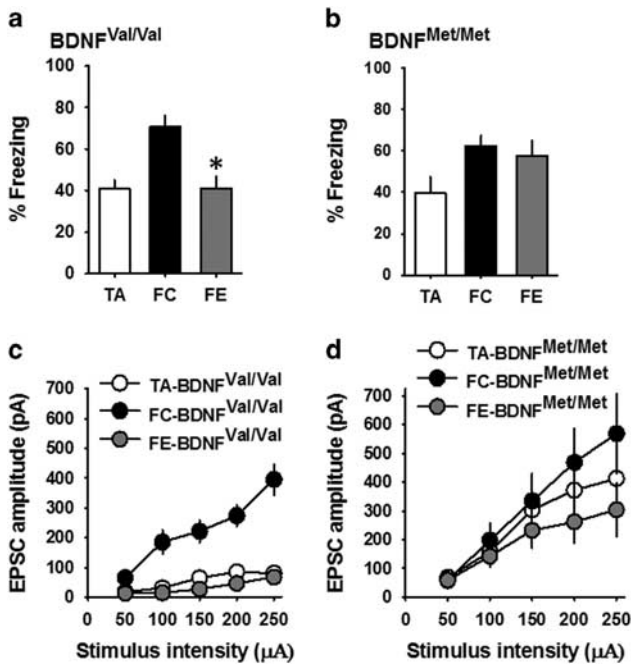 a
BDNF Val/Val
% Freezing
100
80
60
40
20
0
*
TA FC FE
b
BDNF Met/Met
% Freezing
100
80
60
40
20
0
TA FC FE
c
TA-BDNF Val/Val
FC-BDNF Val/Val
FE-BDNF Val/Val
EPSC amplitude (pA)
700
600
500
400
300
200
100
0
0 50 100 150 200 250
Stimulus intensity (μA)
d
TA-BDNF Met/Met
FC-BDNF Met/Met
FE-BDNF Met/Met
EPSC amplitude (pA)
700
600
500
400
300
200
100
0
0 50 100 150 200 250
Stimulus intensity (μA)